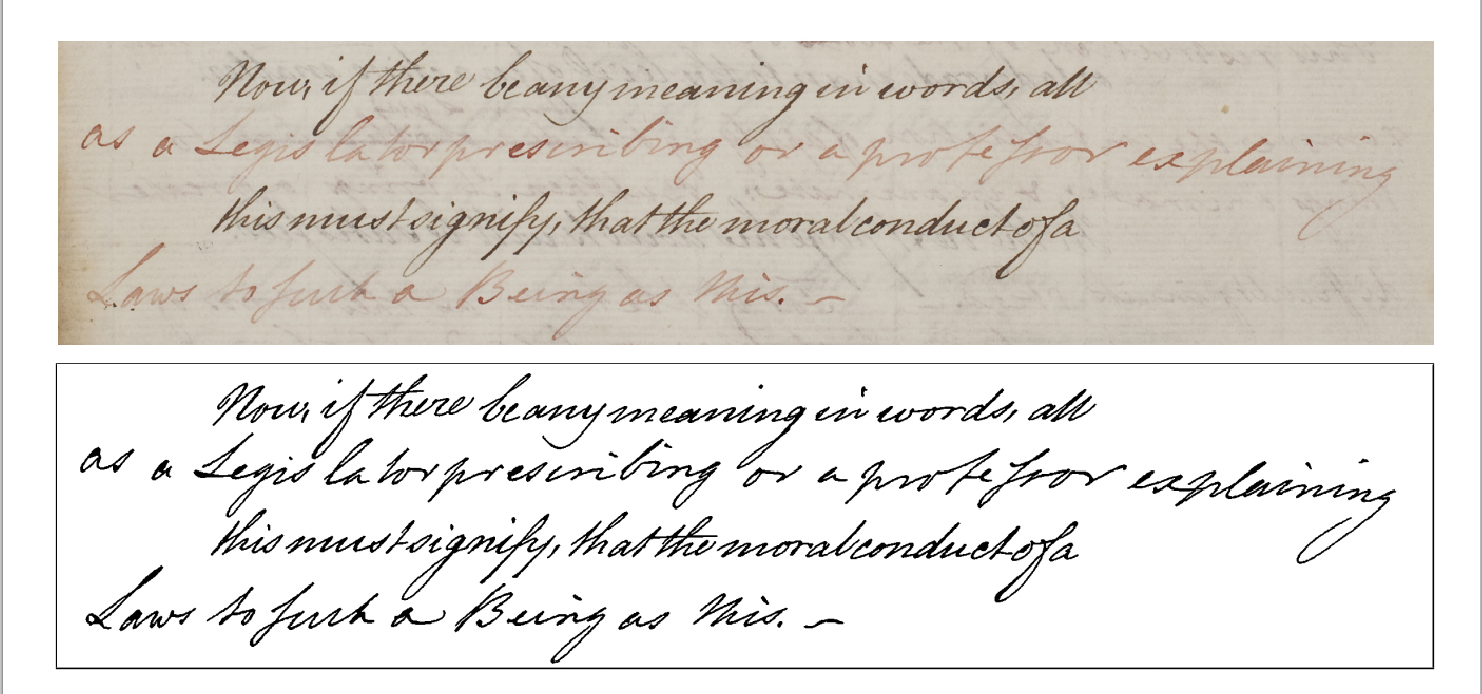 Now, if there be any meaning in words, all
as a Legislator prescribing or a professor explaining
this must signify, that the moral conduct of a
Laws to such a Being as this. –
Now, if there be any meaning in words, all
as a Legislator prescribing or a professor explaining
this must signify, that the moral conduct of a
Laws to such a Being as this. –